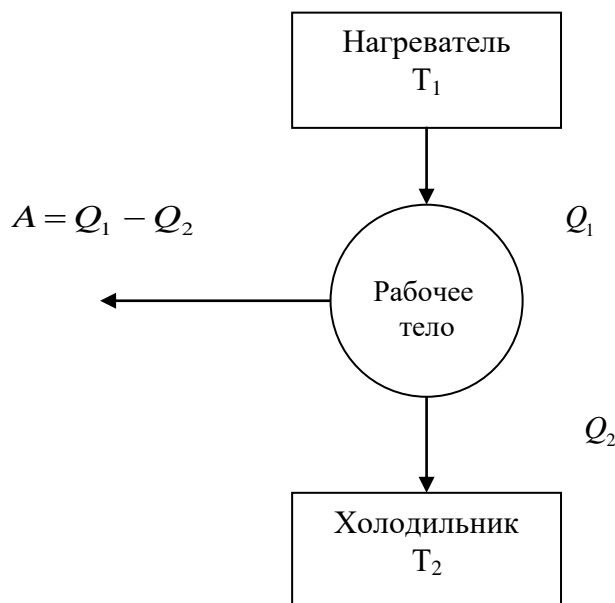 Нагреватель
T₁
A = Q₁ − Q₂
Q₁
Рабочее
тело
Q₂
Холодильник
T₂